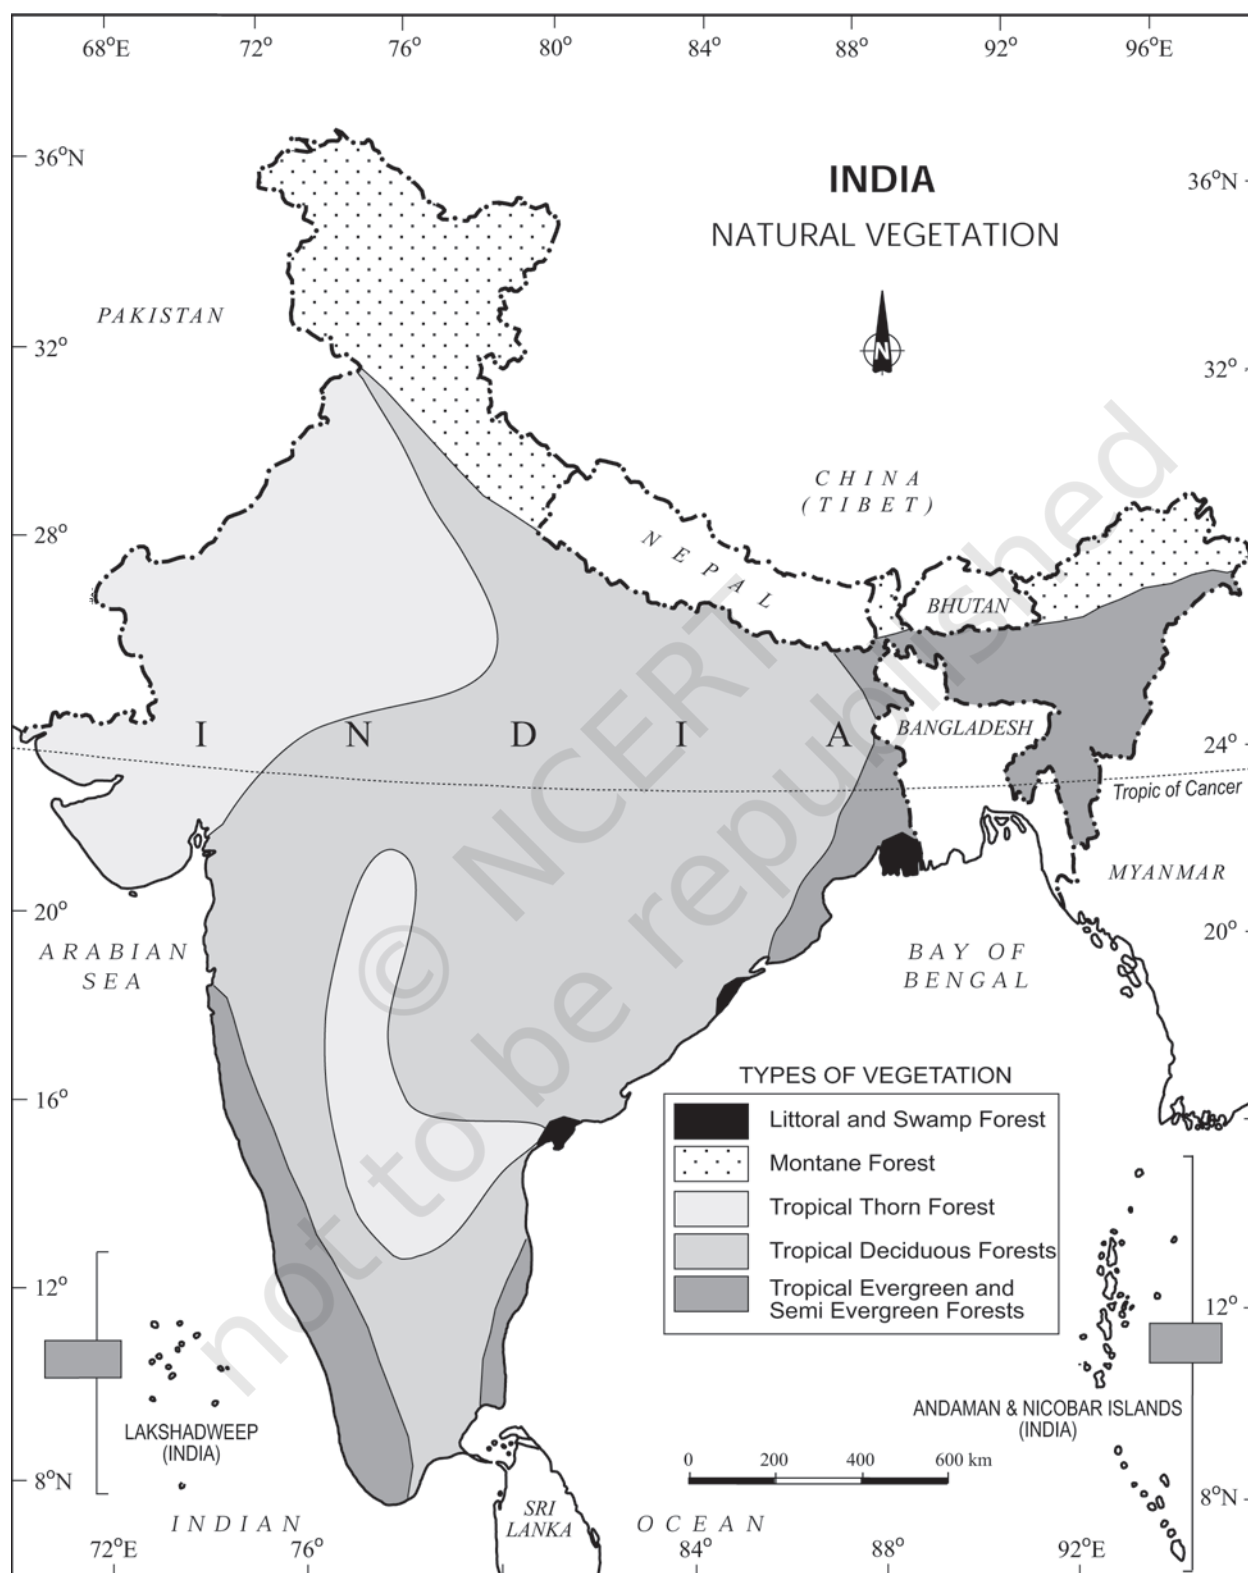 68°E 72° 76° 80° 84° 88° 92° 96°E
36°N
INDIA
36°N
NATURAL VEGETATION
PAKISTAN
N
32°
32°
CHINA
(TIBET)
28°
NEPAL
BHUTAN
I N D I A
BANGLADESH
24°
Tropic of Cancer
MYANMAR
20°
20°
ARABIAN
SEA
BAY OF
BENGAL
© NCERT
not to be republished
TYPES OF VEGETATION
16°
Littoral and Swamp Forest
Montane Forest
Tropical Thorn Forest
Tropical Deciduous Forests
Tropical Evergreen and
Semi Evergreen Forests
12°
12°
LAKSHADWEEP
(INDIA)
ANDAMAN & NICOBAR ISLANDS
(INDIA)
0 200 400 600 km
8°N
8°N
SRI
LANKA
INDIAN OCEAN
72°E 76° 84° 88° 92°E